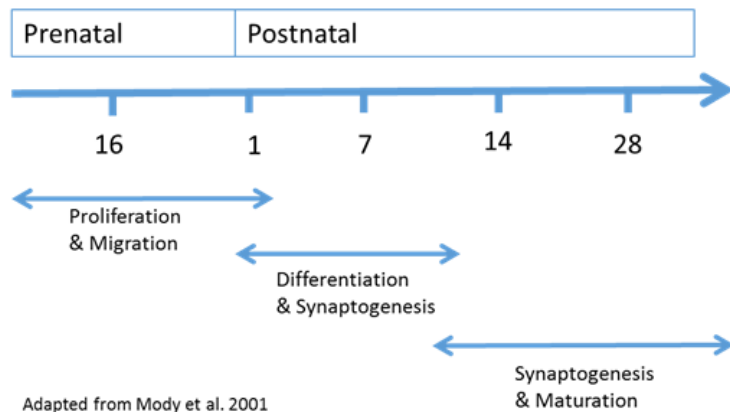 Prenatal
Postnatal
16
1
7
14
28
Proliferation
& Migration
Differentiation
& Synaptogenesis
Synaptogenesis
& Maturation
Adapted from Mody et al. 2001